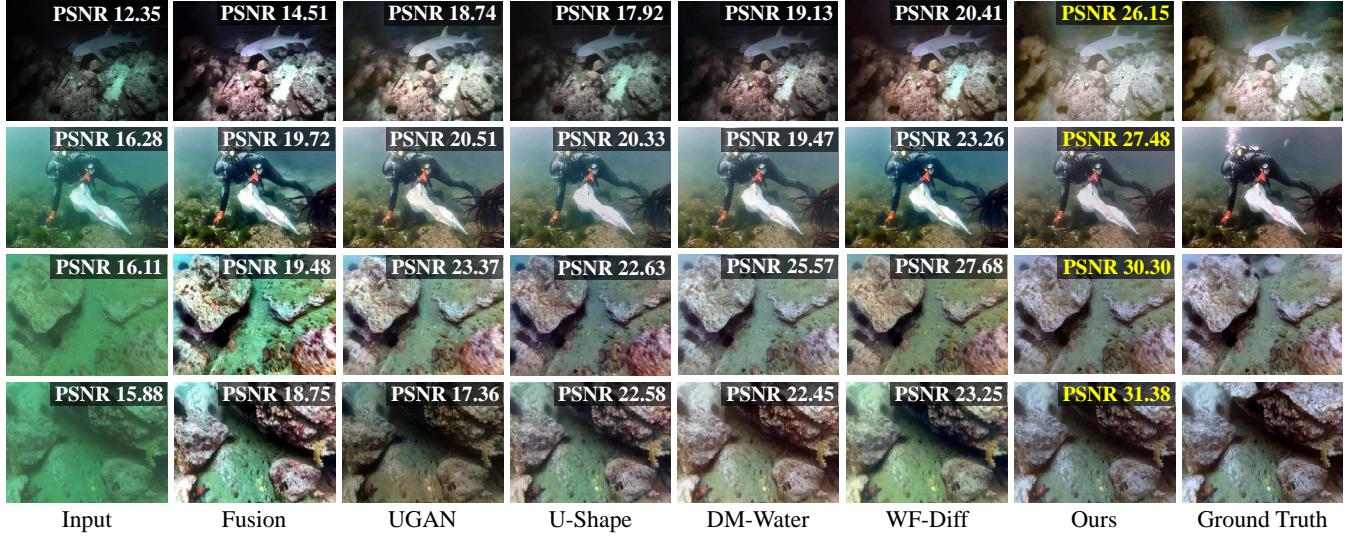 PSNR 12.35 PSNR 14.51 PSNR 18.74 PSNR 17.92 PSNR 19.13 PSNR 20.41 PSNR 26.15
PSNR 16.28 PSNR 19.72 PSNR 20.51 PSNR 20.33 PSNR 19.47 PSNR 23.26 PSNR 27.48
PSNR 16.11 PSNR 19.48 PSNR 23.37 PSNR 22.63 PSNR 25.57 PSNR 27.68 PSNR 30.30
PSNR 15.88 PSNR 18.75 PSNR 17.36 PSNR 22.58 PSNR 22.45 PSNR 23.25 PSNR 31.38
Input Fusion UGAN U-Shape DM-Water WF-Diff Ours Ground Truth